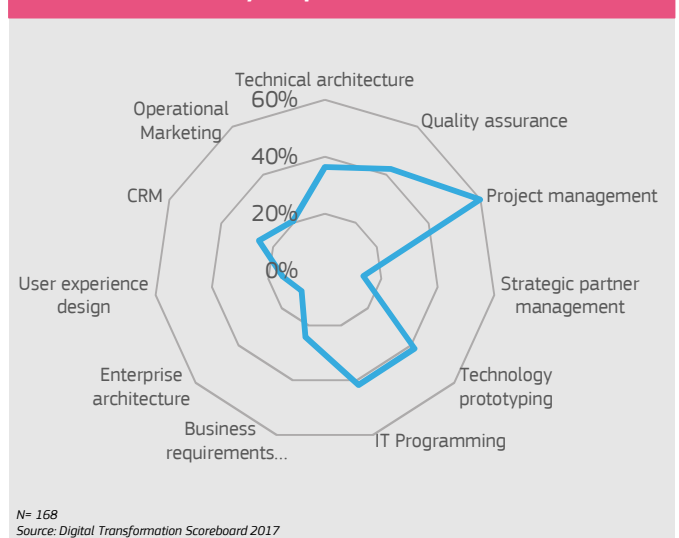 Technical architecture
60%
Operational
Marketing
Quality assurance
40%
CRM
Project management
20%
0%
User experience
design
Strategic partner
management
Enterprise
architecture
Technology
prototyping
Business
requirements...
IT Programming
N= 168
Source: Digital Transformation Scoreboard 2017